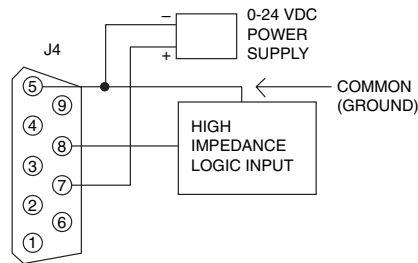 J4
–
+
0-24 VDC
POWER
SUPPLY
5
9
4
8
3
7
2
6
1
HIGH
IMPEDANCE
LOGIC INPUT
COMMON
(GROUND)